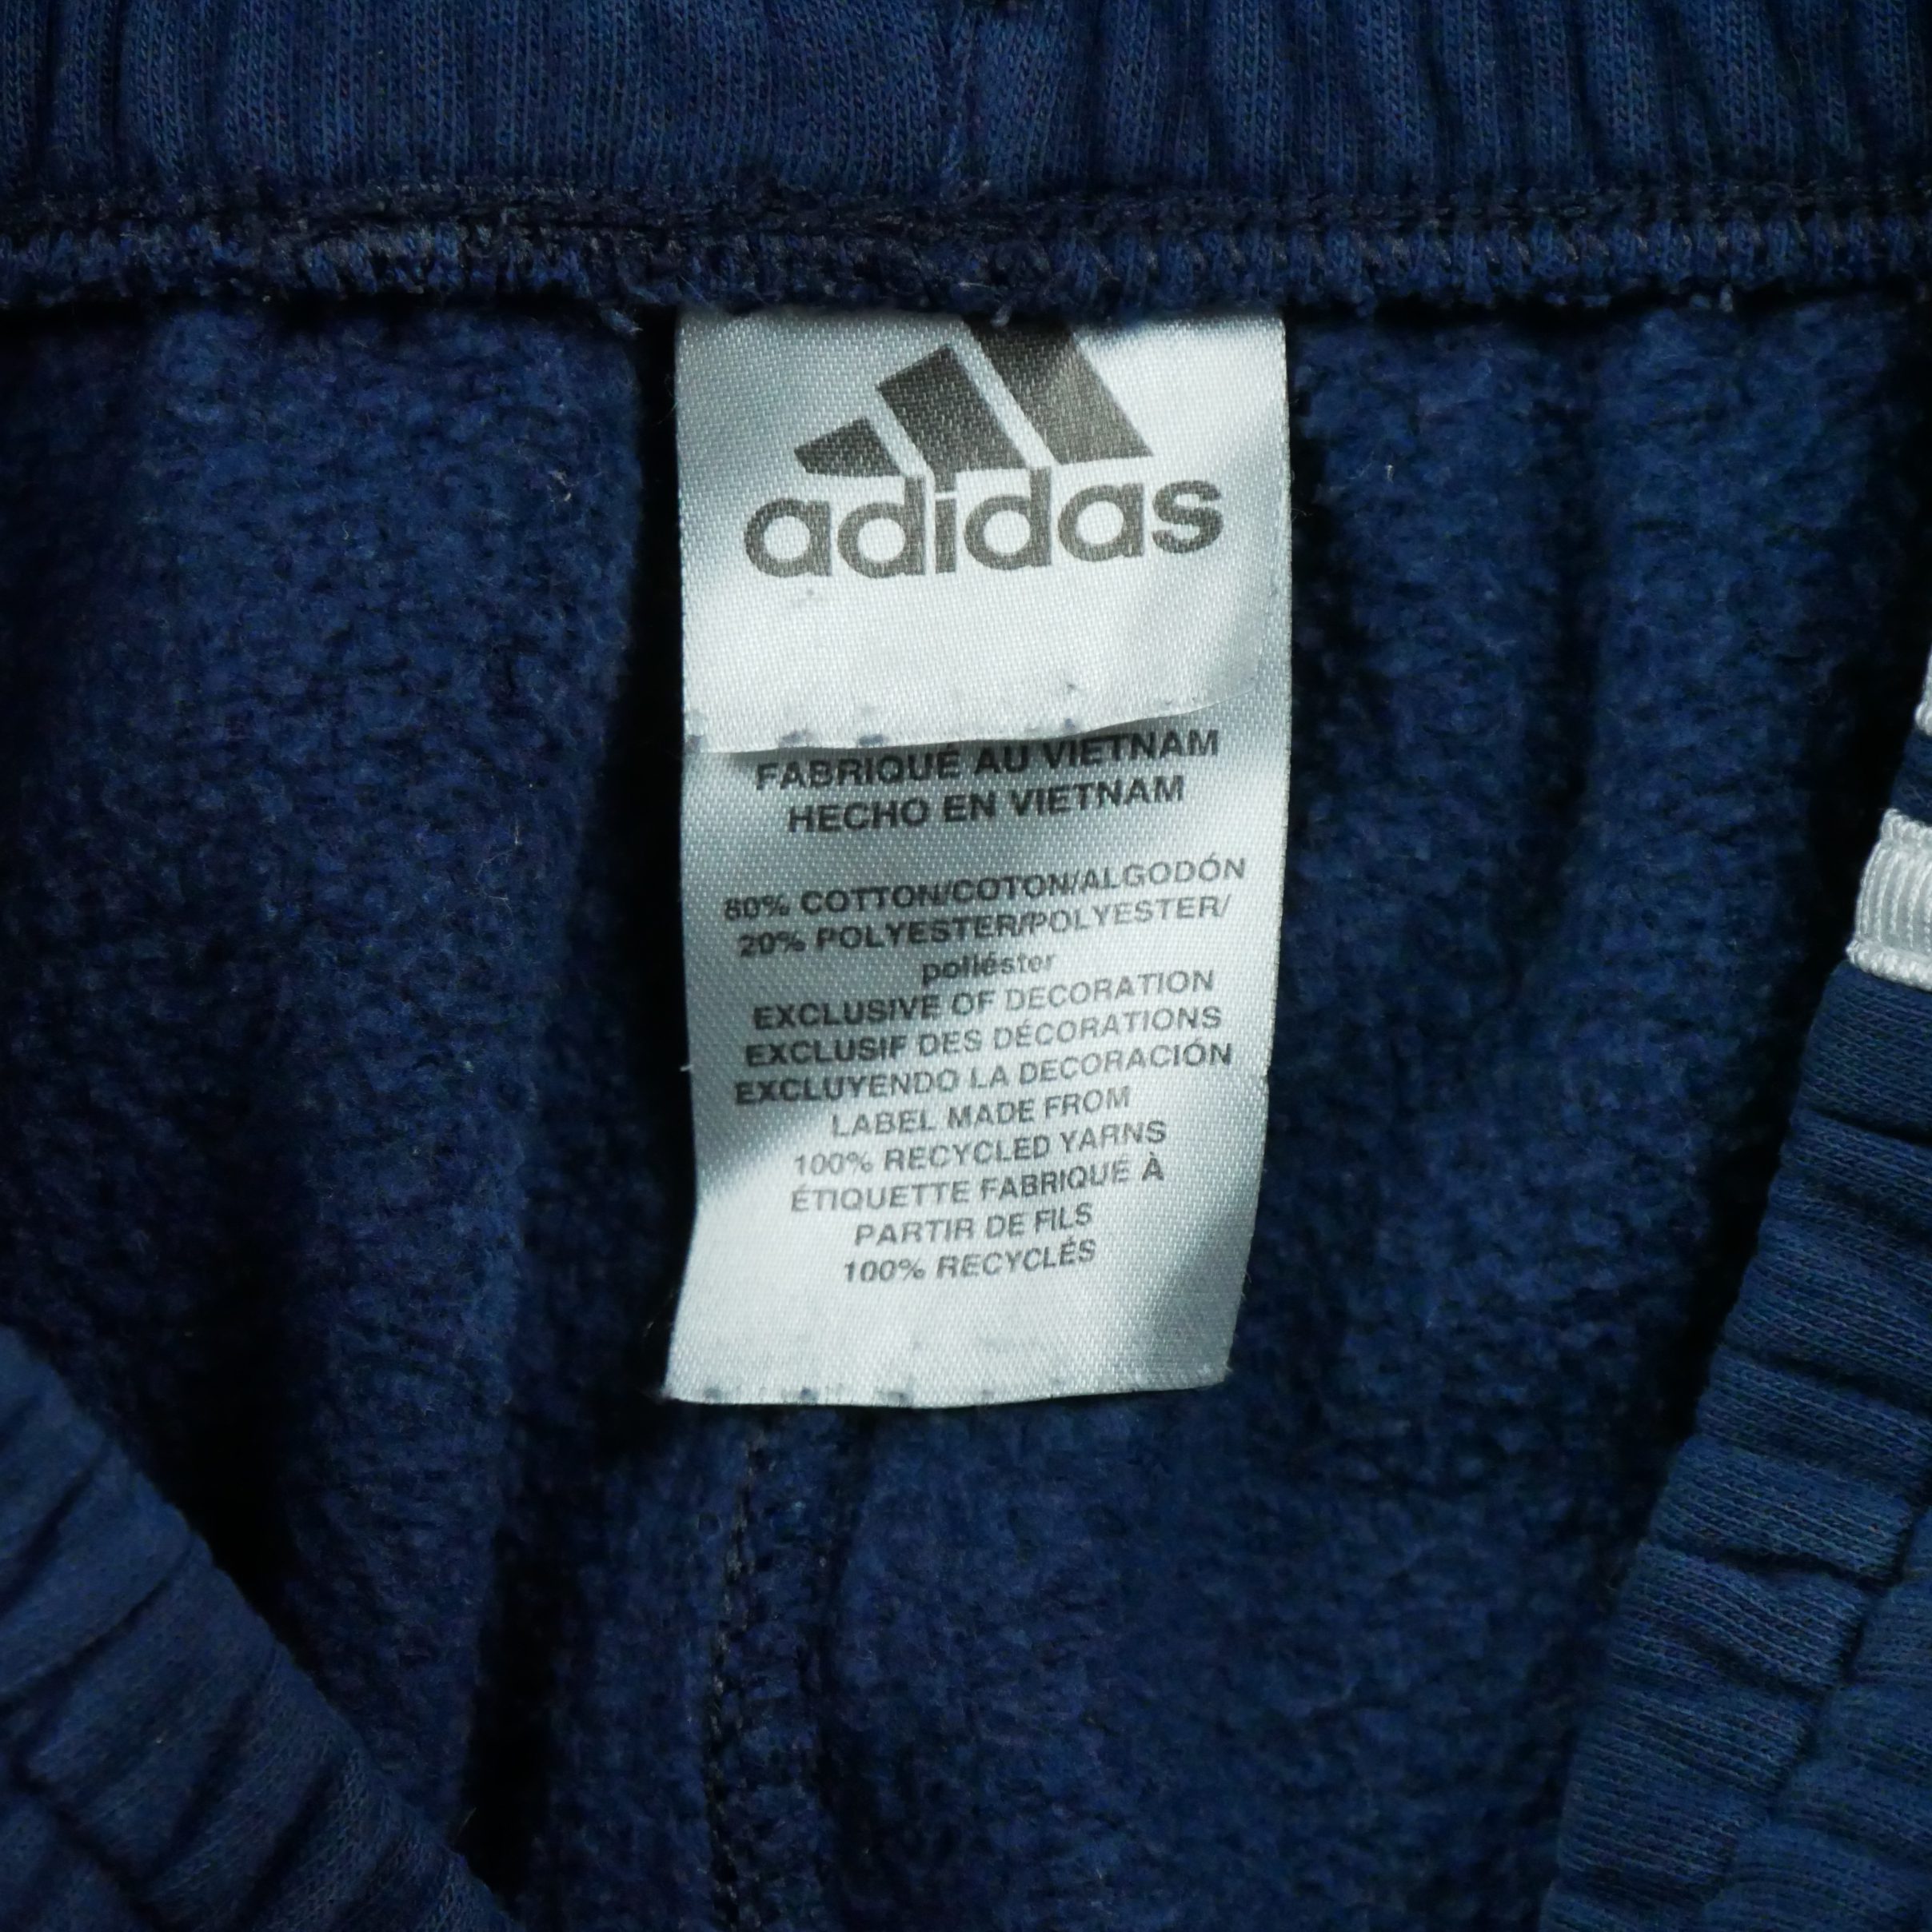 adidas
FABRIQUÉ AU VIETNAM
HECHO EN VIETNAM
80% COTTON/COTON/ALGODÓN
20% POLYESTER/POLYESTER/
poliéster
EXCLUSIVE OF DECORATION
EXCLUSIF DES DÉCORATIONS
EXCLUYENDO LA DECORACIÓN
LABEL MADE FROM
100% RECYCLED YARNS
ÉTIQUETTE FABRIQUÉ À
PARTIR DE FILS
100% RECYCLÉS